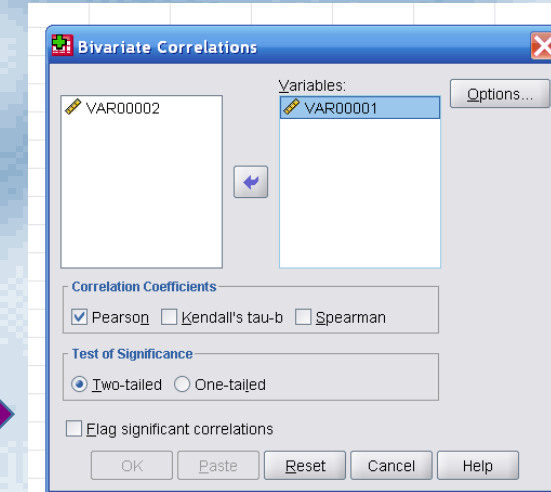 Bivariate Correlations
Variables:
VAR00002
VAR00001
Options...
Correlation Coefficients
Pearson Kendall's tau-b Spearman
Test of Significance
Two-tailed One-tailed
Flag significant correlations
OK Paste Reset Cancel Help